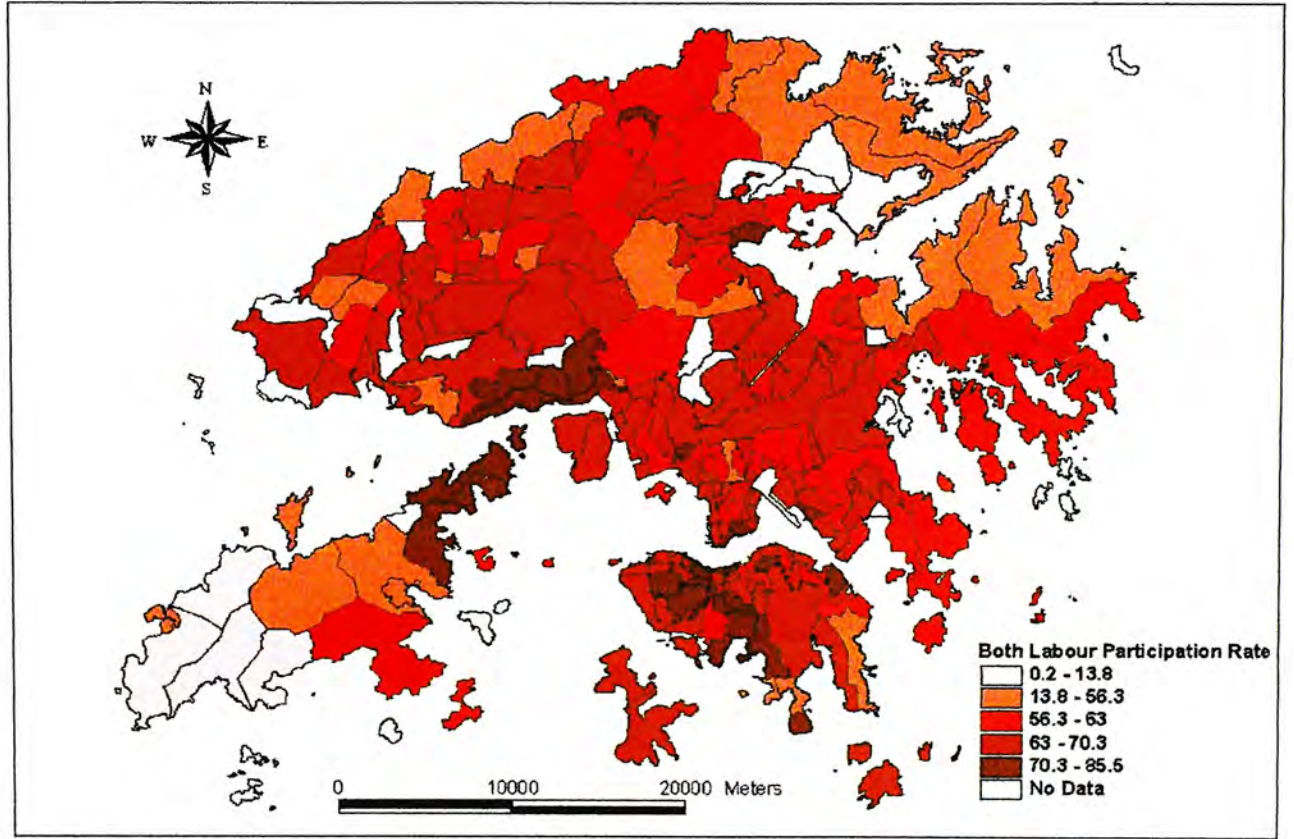 N
W E
S
Both Labour Participation Rate
0.2 - 13.8
13.8 - 56.3
56.3 - 63
63 - 70.3
70.3 - 85.5
No Data
0 10000 20000 Meters